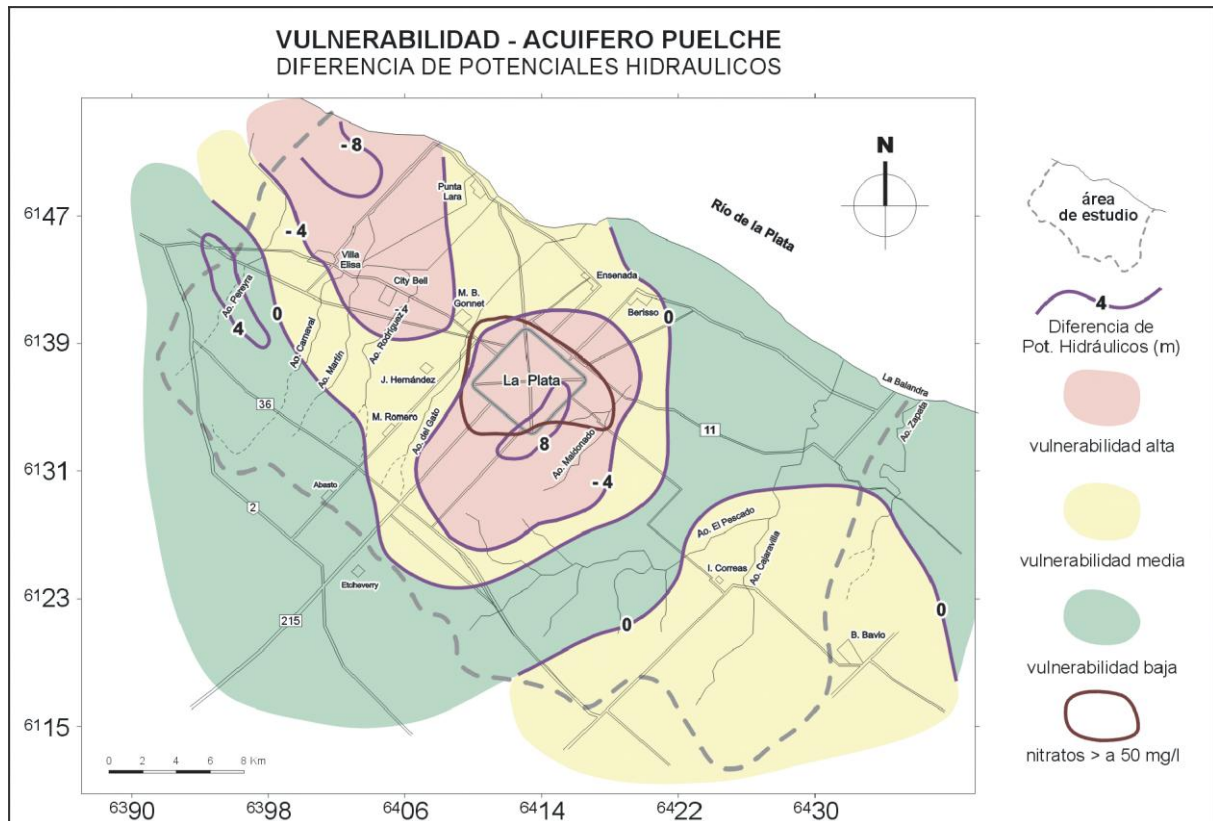 VULNERABILIDAD - ACUIFERO PUELCHE
DIFERENCIA DE POTENCIALES HIDRAULICOS
- 8
N
Punta
Lara
6147
Río de la Plata
área
de estudio
- 4
Villa
Elisa
City Bell
Ensenada
Ao. Pereyra
M. B.
Gonnet
Berisso
0
0
4
4
Diferencia de
Pot. Hidráulicos (m)
Ao. Carnaval
Ao. Martín
Ao. Rodríguez
6139
J. Hernández
La Plata
La Balandra
36
M. Romero
Ao. del Gato
Ao. Zapata
11
8
Ao. Maldonado
vulnerabilidad alta
6131
- 4
Abasto
2
Ao. El Pescado
Ao. Cajaravilla
vulnerabilidad media
Etcheverry
I. Correas
6123
215
0
0
B. Bavio
vulnerabilidad baja
6115
nitratos > a 50 mg/l
0 2 4 6 8 Km
6390 6398 6406 6414 6422 6430